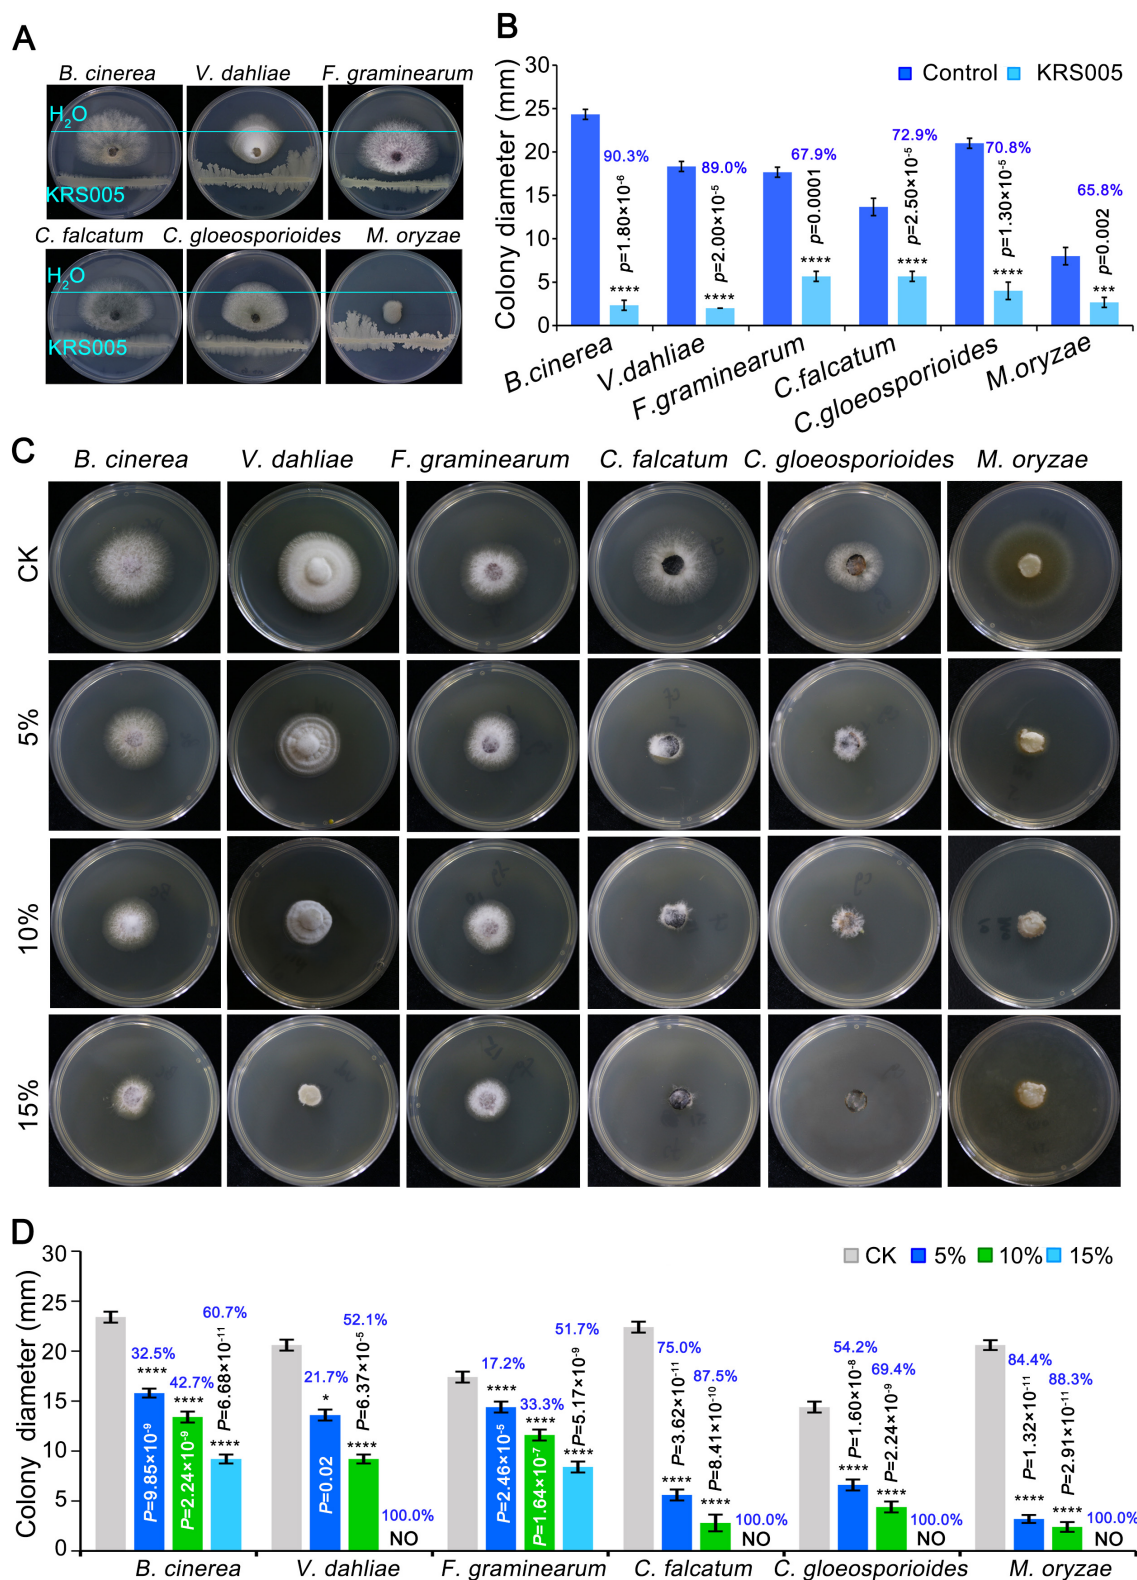 A
B. cinerea V. dahliae F. graminearum
H₂O
KRS005
C. falcatum C. gloeosporioides M. oryzae
H₂O
KRS005
B
Colony diameter (mm)
30
25
20
15
10
5
0
Control KRS005
90.3%
p=1.80×10⁻⁶
****
89.0%
p=2.00×10⁻⁵
****
67.9%
p=0.0001
****
72.9%
p=2.50×10⁻⁵
****
70.8%
p=1.30×10⁻⁵
****
65.8%
p=0.002
***
B.cinerea
V.dahliae
F.graminearum
C.falcatum
C.gloeosporioides
M.oryzae
C
B. cinerea V. dahliae F. graminearum C. falcatum C. gloeosporioides M. oryzae
CK
5%
10%
15%
D
Colony diameter (mm)
30
25
20
15
10
5
0
CK 5% 10% 15%
32.5%
****
P=9.85×10⁻⁹
42.7%
****
P=2.24×10⁻⁹
60.7%
P=6.68×10⁻¹¹
****
21.7%
*
P=0.02
52.1%
P=6.37×10⁻⁵
****
100.0%
NO
17.2%
****
P=2.46×10⁻⁵
33.3%
****
P=1.64×10⁻⁷
51.7%
P=5.17×10⁻⁹
****
75.0%
P=3.62×10⁻¹¹
****
87.5%
P=8.41×10⁻¹⁰
****
100.0%
NO
54.2%
P=1.60×10⁻⁸
****
69.4%
P=2.24×10⁻⁹
****
100.0%
NO
84.4%
P=1.32×10⁻¹¹
****
88.3%
P=2.91×10⁻¹¹
****
100.0%
NO
B. cinerea V. dahliae F. graminearum C. falcatum C. gloeosporioides M. oryzae